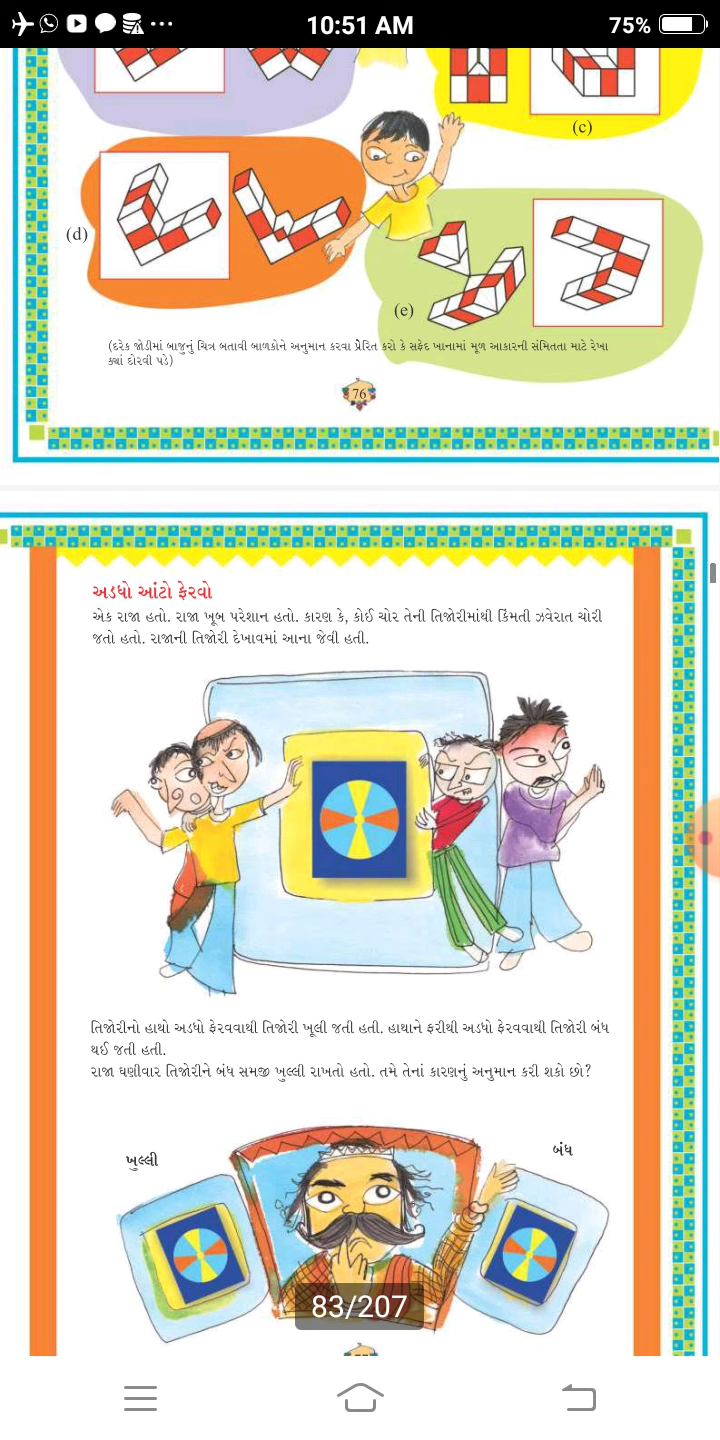 10:51 AM
75%
(c)
(d)
(e)
(દરેક જોડીમાં બાજુનું ચિત્ર બતાવી બાળકોને અનુમાન કરવા પ્રેરિત કરો કે સફેદ ખાનામાં મૂળ આકારની સંમિતતા માટે રેખા
ક્યાં દોરવી પડે)
76
અડધો આંટો ફેરવો
એક રાજા હતો. રાજા ખૂબ પરેશાન હતો. કારણ કે, કોઈ ચોર તેની તિજોરીમાંથી કિંમતી ઝવેરાત ચોરી
જતો હતો. રાજાની તિજોરી દેખાવમાં આના જેવી હતી.
તિજોરીનો હાથો અડધો ફેરવવાથી તિજોરી ખૂલી જતી હતી. હાથાને ફરીથી અડધો ફેરવવાથી તિજોરી બંધ
થઈ જતી હતી.
રાજા ઘણીવાર તિજોરીને બંધ સમજી ખુલ્લી રાખતો હતો. તમે તેનાં કારણનું અનુમાન કરી શકો છો?
ખુલ્લી
બંધ
83/207